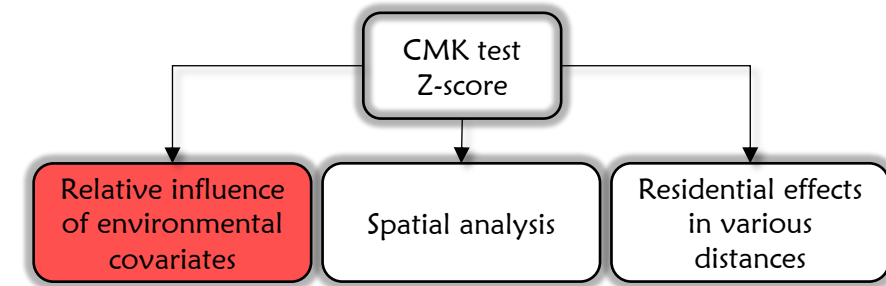 CMK test
Z-score
Relative influence
of environmental
covariates
Spatial analysis
Residential effects
in various
distances